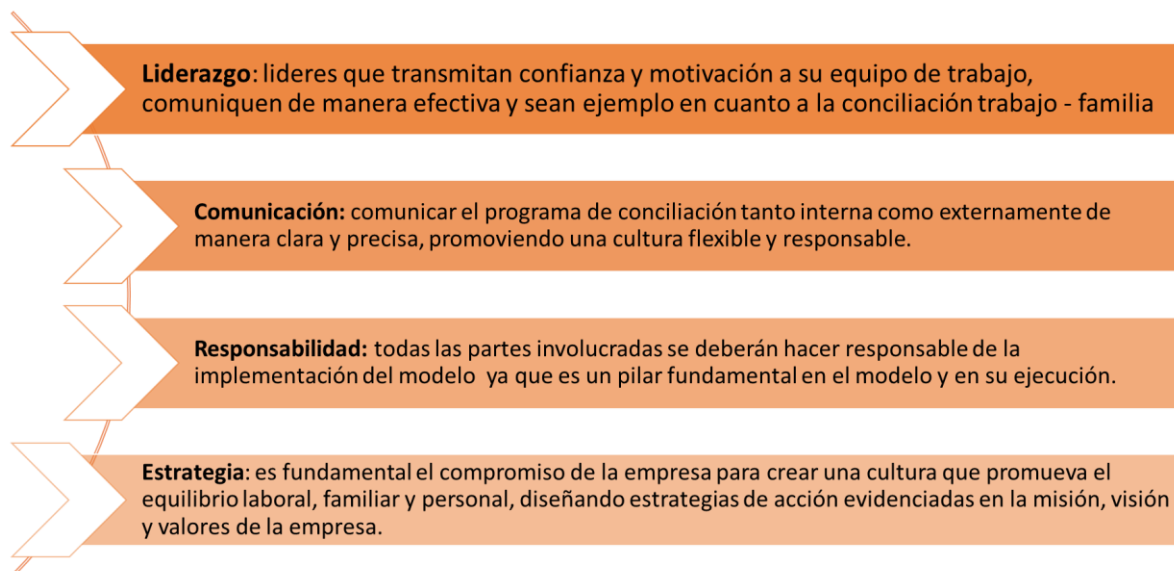 Liderazgo: lideres que transmitan confianza y motivación a su equipo de trabajo,
comuniquen de manera efectiva y sean ejemplo en cuanto a la conciliación trabajo - familia
Comunicación: comunicar el programa de conciliación tanto interna como externamente de
manera clara y precisa, promoviendo una cultura flexible y responsable.
Responsabilidad: todas las partes involucradas se deberán hacer responsable de la
implementación del modelo ya que es un pilar fundamental en el modelo y en su ejecución.
Estrategia: es fundamental el compromiso de la empresa para crear una cultura que promueva el
equilibrio laboral, familiar y personal, diseñando estrategias de acción evidenciadas en la misión, visión
y valores de la empresa.